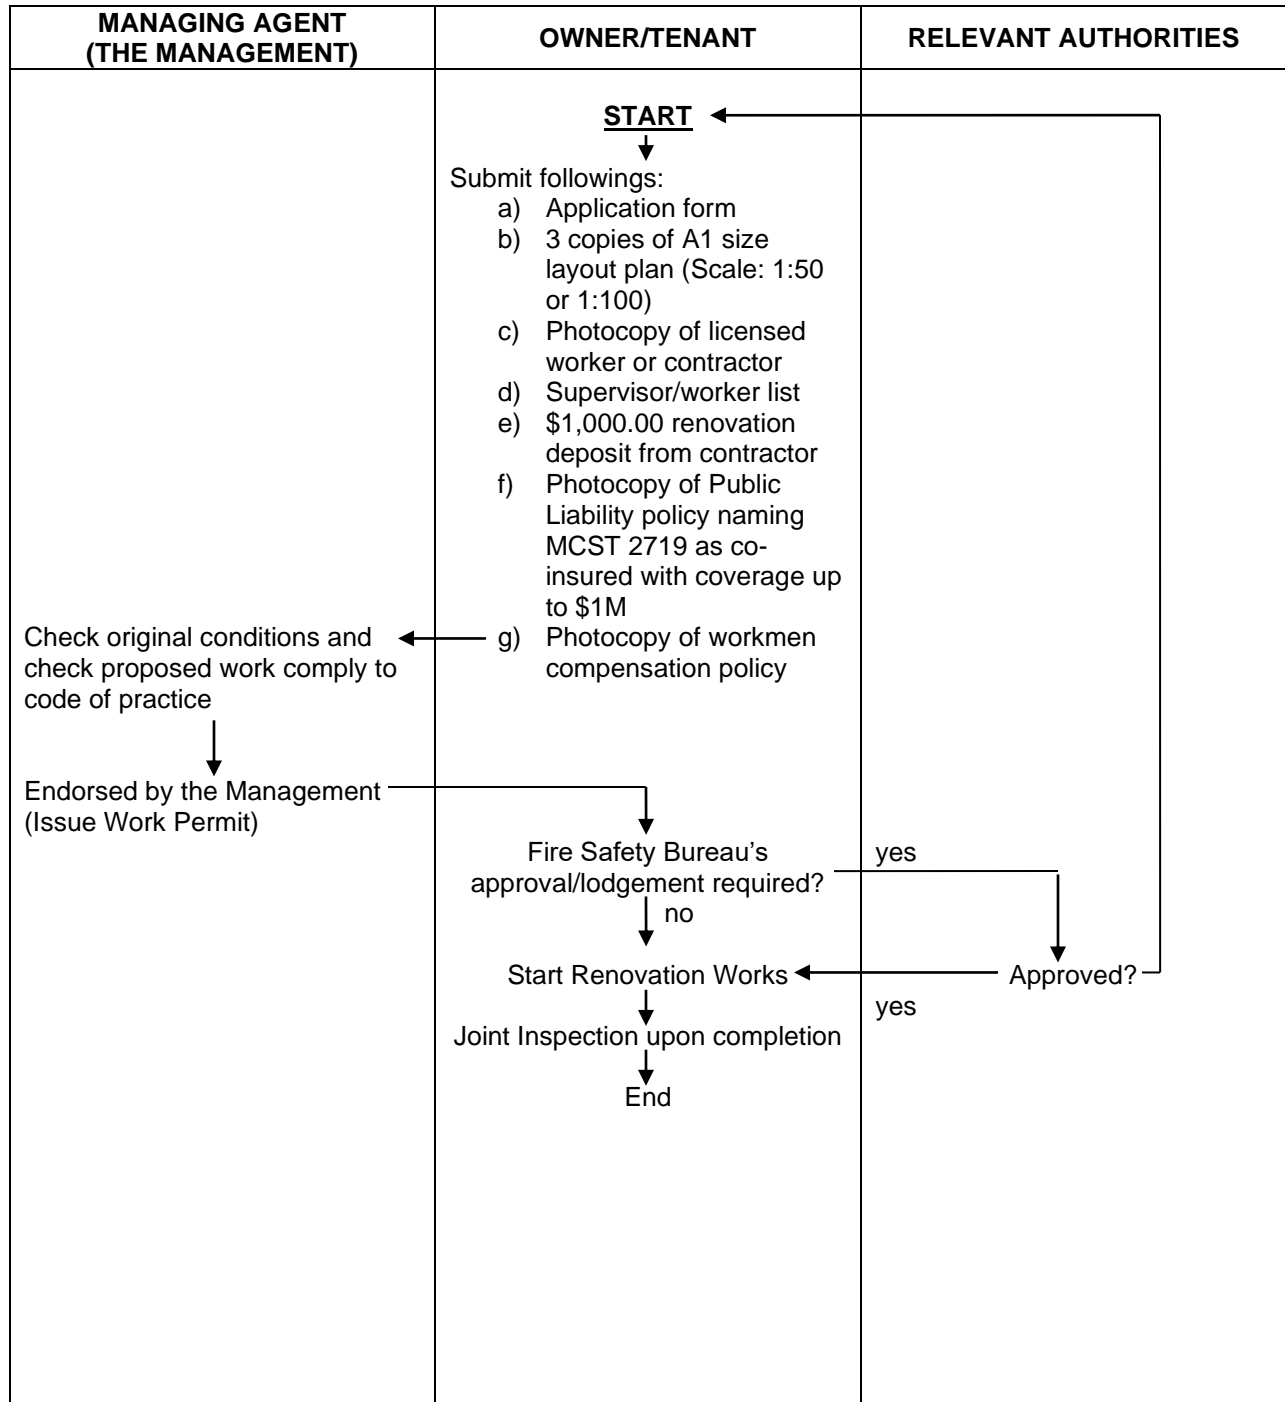 MANAGING AGENT
(THE MANAGEMENT)
OWNER/TENANT
RELEVANT AUTHORITIES
START
Submit followings:
a) Application form
b) 3 copies of A1 size
layout plan (Scale: 1:50
or 1:100)
c) Photocopy of licensed
worker or contractor
d) Supervisor/worker list
e) $1,000.00 renovation
deposit from contractor
f) Photocopy of Public
Liability policy naming
MCST 2719 as co-
insured with coverage up
to $1M
g) Photocopy of workmen
compensation policy
Check original conditions and
check proposed work comply to
code of practice
Endorsed by the Management
(Issue Work Permit)
Fire Safety Bureau’s
approval/lodgement required?
yes
no
Start Renovation Works
Approved?
yes
Joint Inspection upon completion
End